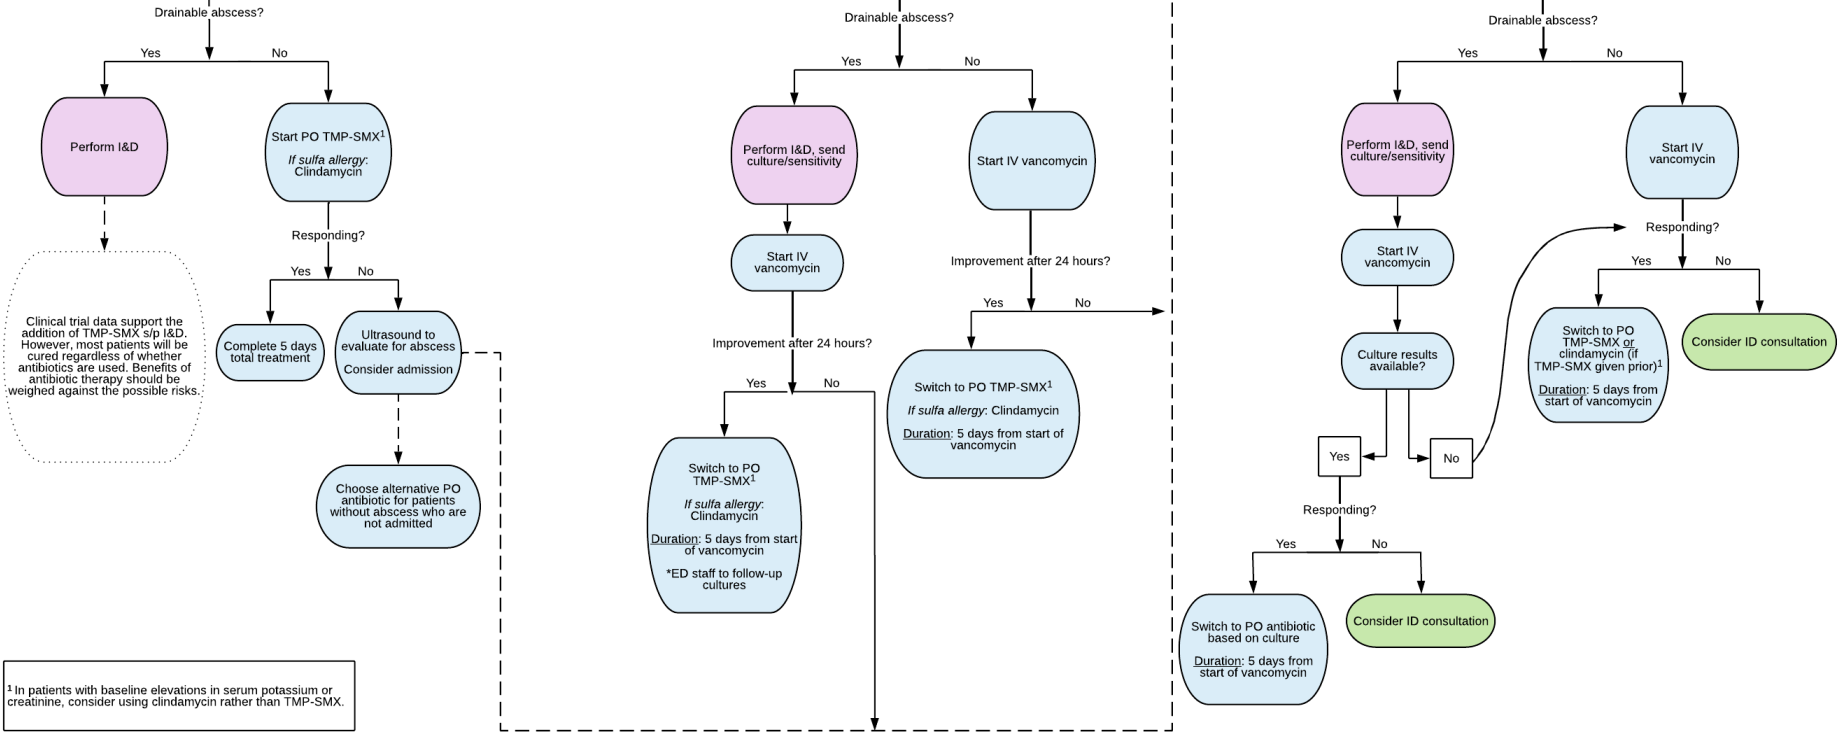 Drainable abscess?
Yes
No
Perform I&D
Start PO TMP-SMX¹
If sulfa allergy:
Clindamycin
Responding?
Yes
No
Clinical trial data support the
addition of TMP-SMX s/p I&D.
However, most patients will be
cured regardless of whether
antibiotics are used. Benefits of
antibiotic therapy should be
weighed against the possible risks.
Complete 5 days
total treatment
Ultrasound to
evaluate for abscess
Consider admission
Choose alternative PO
antibiotic for patients
without abscess who are
not admitted
¹ In patients with baseline elevations in serum potassium or
creatinine, consider using clindamycin rather than TMP-SMX.
Drainable abscess?
Yes
No
Perform I&D, send
culture/sensitivity
Start IV vancomycin
Start IV
vancomycin
Improvement after 24 hours?
Yes
No
Improvement after 24 hours?
Yes
No
Switch to PO TMP-SMX¹
If sulfa allergy: Clindamycin
Duration: 5 days from start of
vancomycin
Switch to PO
TMP-SMX¹
If sulfa allergy:
Clindamycin
Duration: 5 days from start
of vancomycin
*ED staff to follow-up
cultures
Drainable abscess?
Yes
No
Perform I&D, send
culture/sensitivity
Start IV
vancomycin
Start IV
vancomycin
Responding?
Yes
No
Switch to PO
TMP-SMX or
clindamycin (if
TMP-SMX given prior)¹
Duration: 5 days from
start of vancomycin
Consider ID consultation
Culture results
available?
Yes
No
Responding?
Yes
No
Switch to PO antibiotic
based on culture
Duration: 5 days from
start of vancomycin
Consider ID consultation